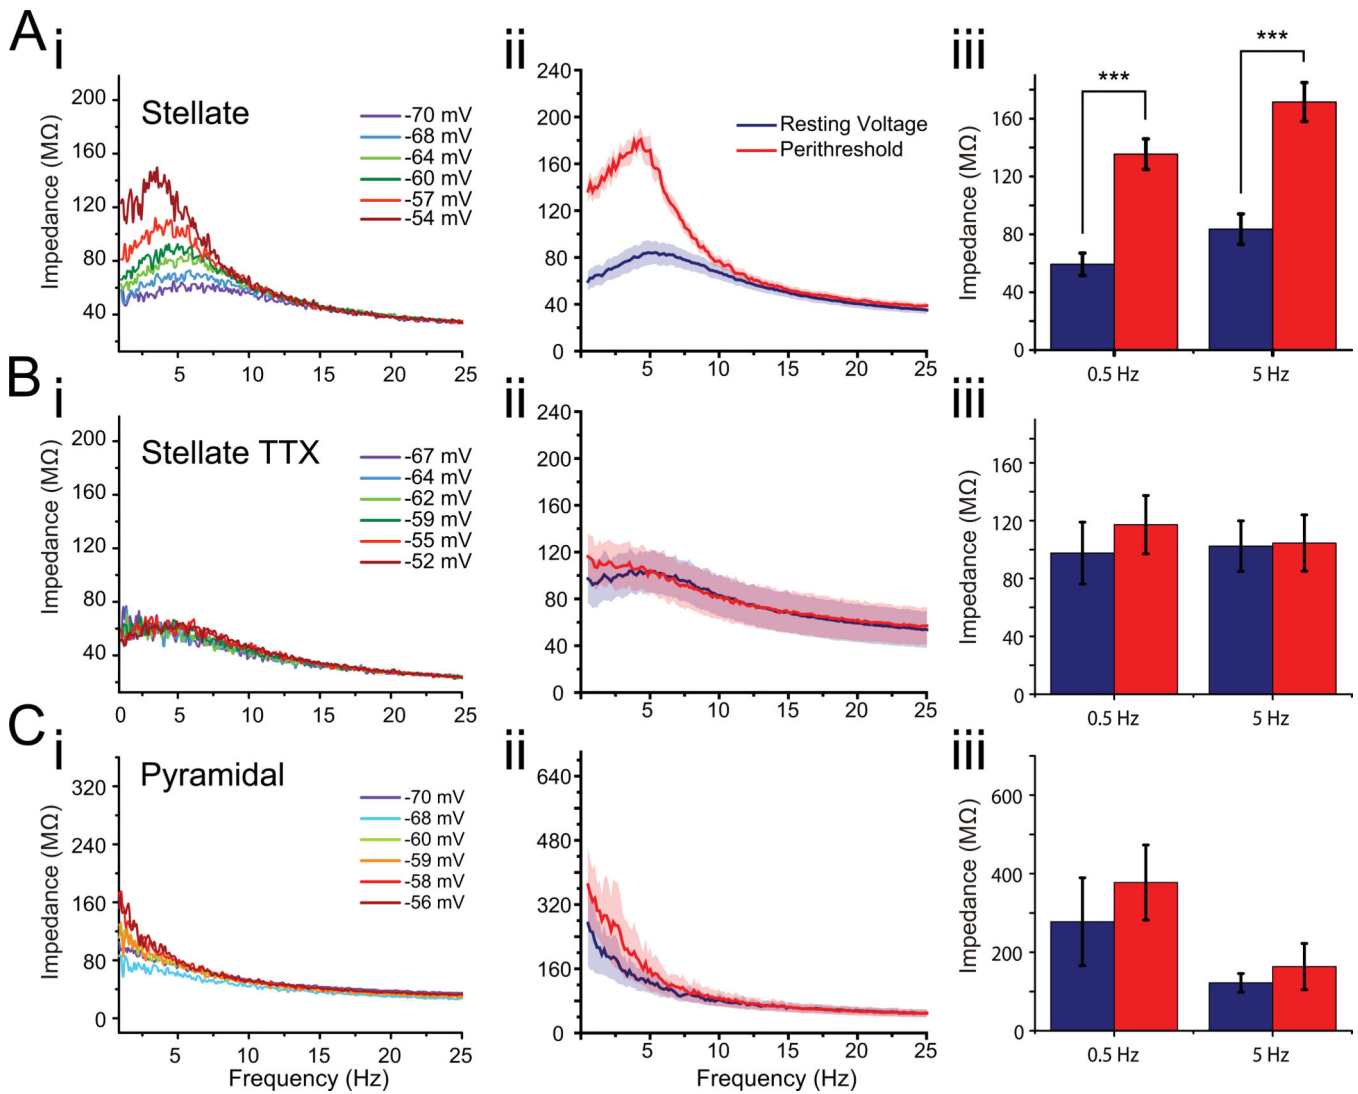 A
i
ii
iii
Stellate
-70 mV
-68 mV
-64 mV
-60 mV
-57 mV
-54 mV
Impedance (MΩ)
200
160
120
80
40
5
10
15
20
25
Resting Voltage
Perithreshold
240
200
160
120
80
40
0
5
10
15
20
25
***
***
Impedance (MΩ)
160
120
80
40
0
0.5 Hz
5 Hz
B
i
ii
iii
Stellate TTX
-67 mV
-64 mV
-62 mV
-59 mV
-55 mV
-52 mV
Impedance (MΩ)
200
160
120
80
40
0
5
10
15
20
25
240
200
160
120
80
40
0
5
10
15
20
25
Impedance (MΩ)
160
120
80
40
0
0.5 Hz
5 Hz
C
i
ii
iii
Pyramidal
-70 mV
-68 mV
-60 mV
-59 mV
-58 mV
-56 mV
Impedance (MΩ)
320
240
160
80
0
5
10
15
20
25
Frequency (Hz)
640
480
320
160
0
5
10
15
20
25
Frequency (Hz)
Impedance (MΩ)
600
400
200
0
0.5 Hz
5 Hz